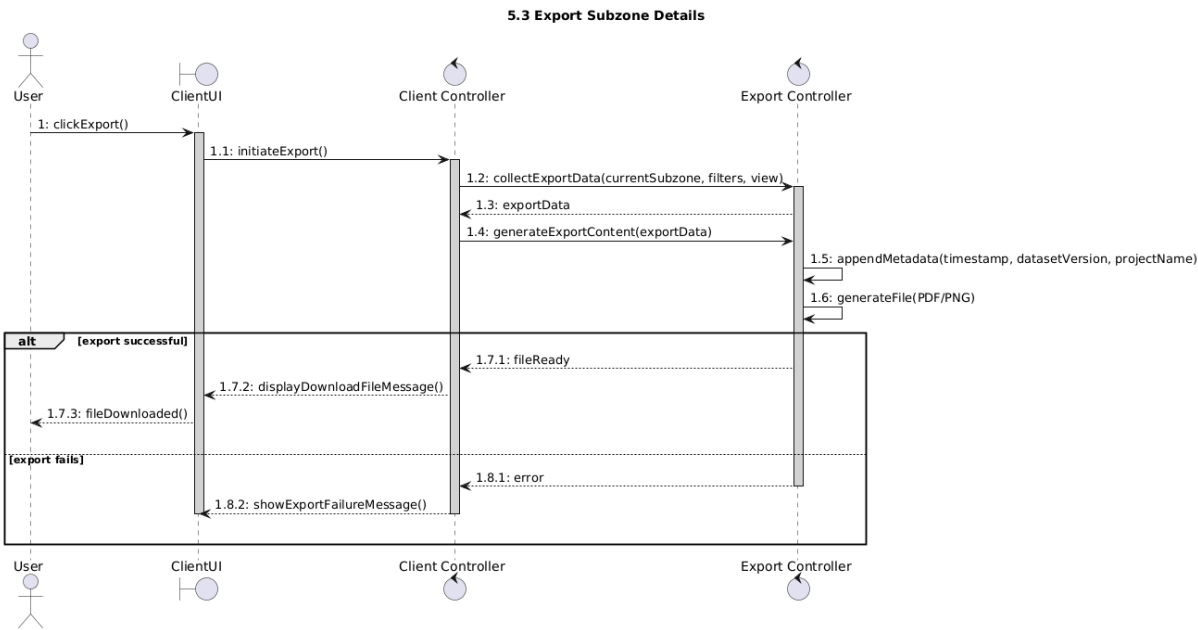 5.3 Export Subzone Details
User
ClientUI
Client Controller
Export Controller
1: clickExport()
1.1: initiateExport()
1.2: collectExportData(currentSubzone, filters, view)
1.3: exportData
1.4: generateExportContent(exportData)
1.5: appendMetadata(timestamp, datasetVersion, projectName)
1.6: generateFile(PDF/PNG)
alt [export successful]
1.7.1: fileReady
1.7.2: displayDownloadFileMessage()
1.7.3: fileDownloaded()
[export fails]
1.8.1: error
1.8.2: showExportFailureMessage()
User
ClientUI
Client Controller
Export Controller